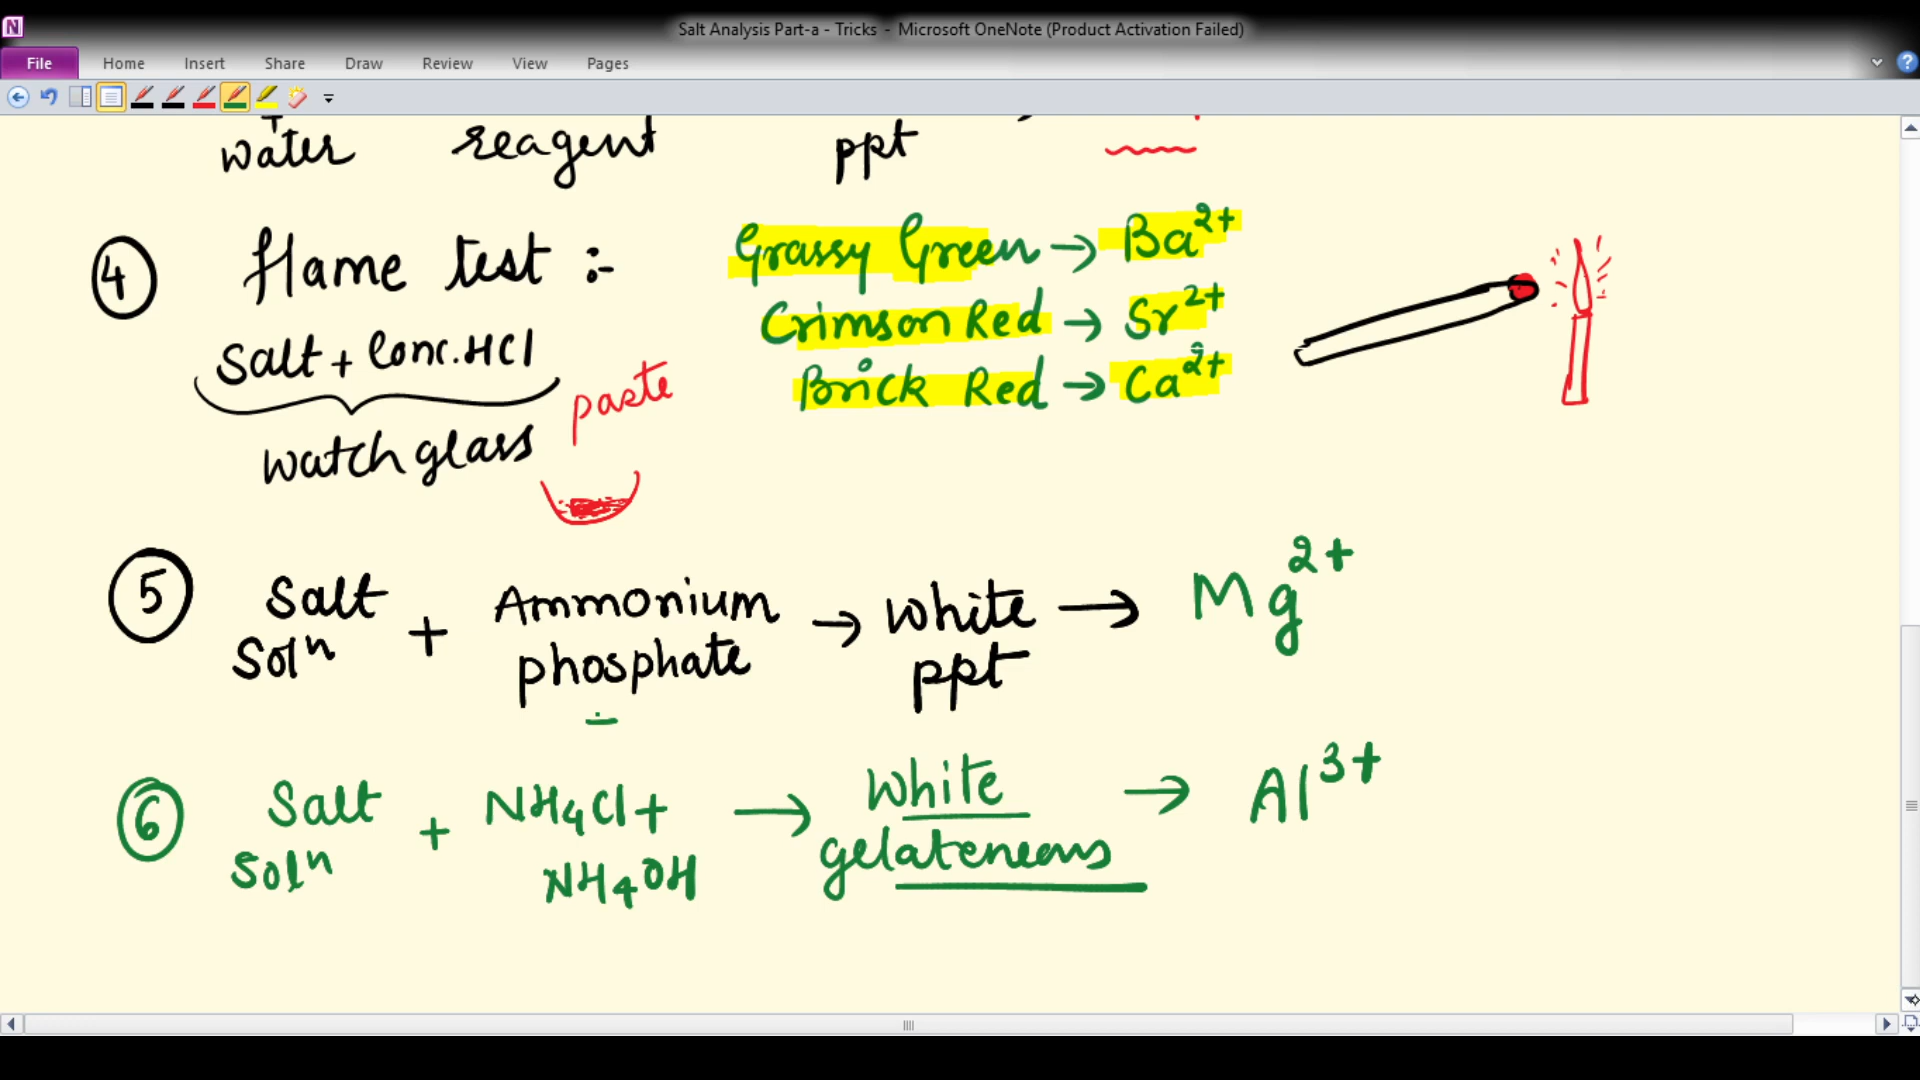 Salt Analysis Part-a - Tricks - Microsoft OneNote (Product Activation Failed)
File Home Insert Share Draw Review View Pages
water reagent ppt
4 flame test :- Grassy Green → Ba2+
Crimson Red → Sr2+
Salt + Conc.HCl Brick Red → Ca2+
paste
watch glass
5 Salt Soln + Ammonium phosphate → White ppt → Mg2+
6 Salt Soln + NH4Cl + NH4OH → White gelateneous → Al3+